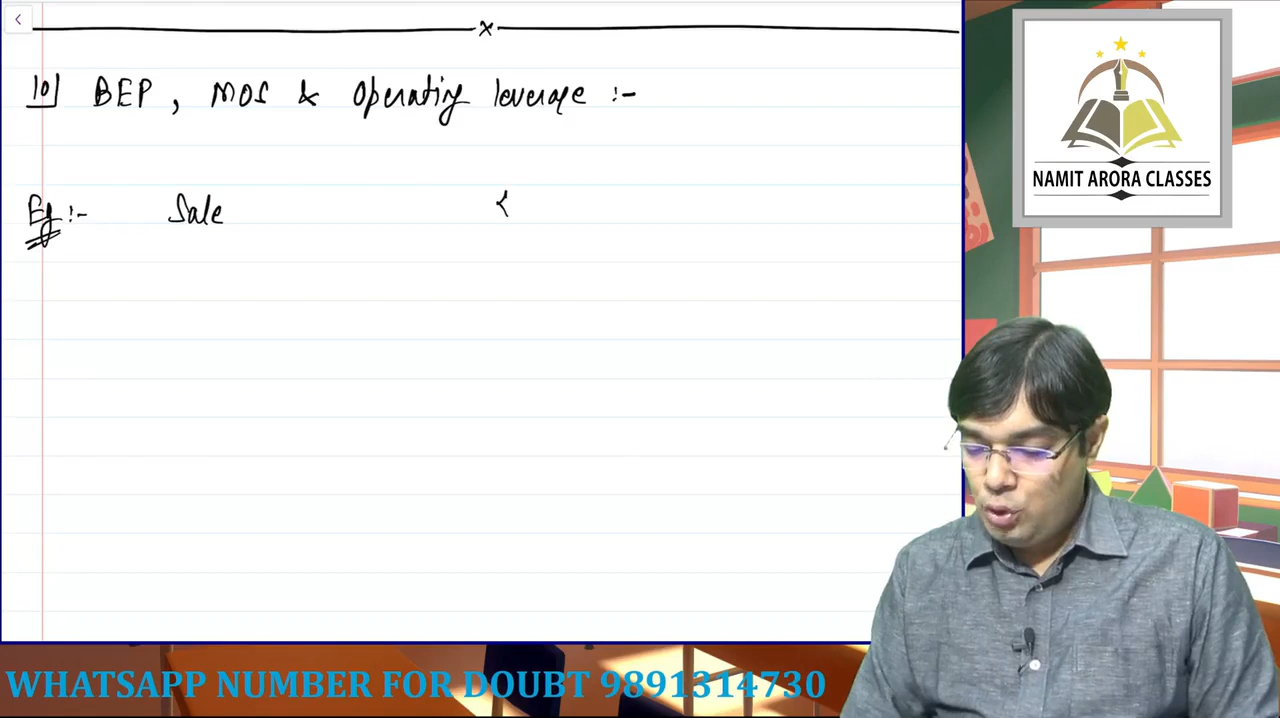 10] BEP, MOS & Operating leverage :-
Eg :- Sale
NAMIT ARORA CLASSES
WHATSAPP NUMBER FOR DOUBT 9891314730